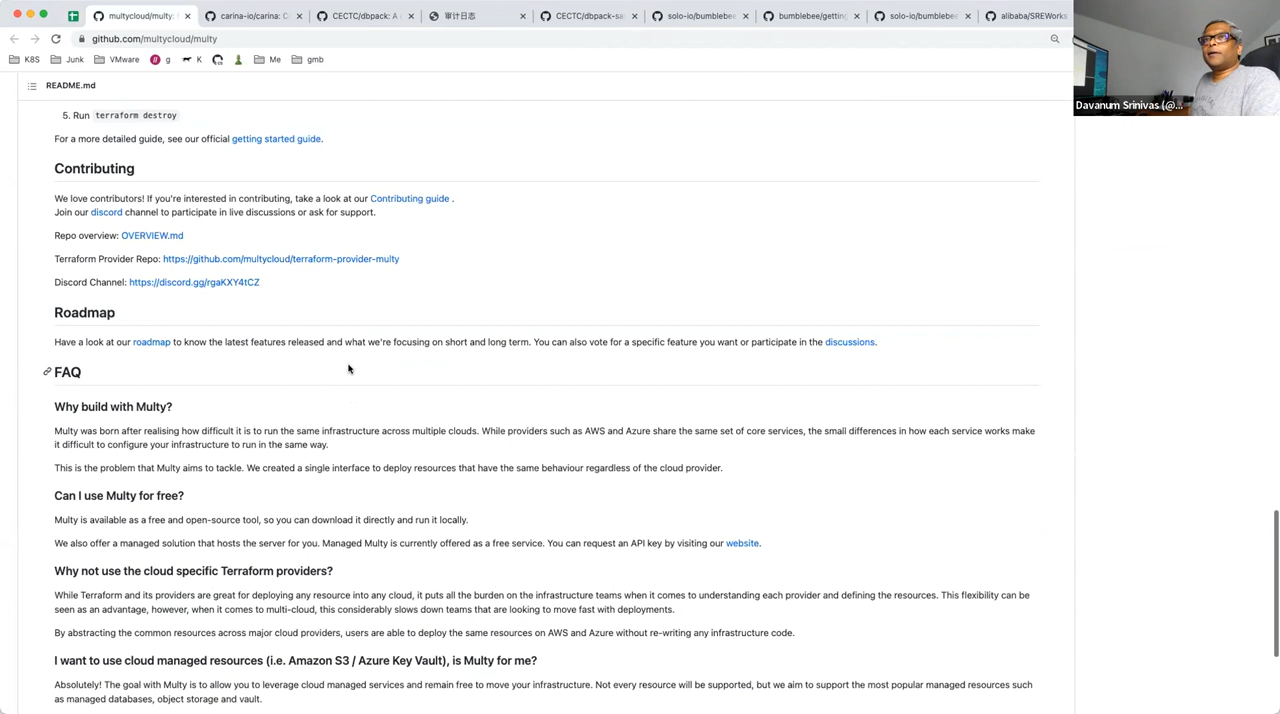 multycloud/multy:
carina-io/carina: C
CECTC/dbpack: A
审计日志
CECTC/dbpack-sa
solo-io/bumblebee
bumblebee/getting
solo-io/bumblebee
alibaba/SREWorks
github.com/multycloud/multy
K8S Junk VMware g K Me gmb
Davanum Srinivas (@...
README.md
5. Run terraform destroy
For a more detailed guide, see our official getting started guide.
Contributing
We love contributors! If you're interested in contributing, take a look at our Contributing guide .
Join our discord channel to participate in live discussions or ask for support.
Repo overview: OVERVIEW.md
Terraform Provider Repo: https://github.com/multycloud/terraform-provider-multy
Discord Channel: https://discord.gg/rgaKXY4tCZ
Roadmap
Have a look at our roadmap to know the latest features released and what we're focusing on short and long term. You can also vote for a specific feature you want or participate in the discussions.
FAQ
Why build with Multy?
Multy was born after realising how difficult it is to run the same infrastructure across multiple clouds. While providers such as AWS and Azure share the same set of core services, the small differences in how each service works make
it difficult to configure your infrastructure to run in the same way.
This is the problem that Multy aims to tackle. We created a single interface to deploy resources that have the same behaviour regardless of the cloud provider.
Can I use Multy for free?
Multy is available as a free and open-source tool, so you can download it directly and run it locally.
We also offer a managed solution that hosts the server for you. Managed Multy is currently offered as a free service. You can request an API key by visiting our website.
Why not use the cloud specific Terraform providers?
While Terraform and its providers are great for deploying any resource into any cloud, it puts all the burden on the infrastructure teams when it comes to understanding each provider and defining the resources. This flexibility can be
seen as an advantage, however, when it comes to multi-cloud, this considerably slows down teams that are looking to move fast with deployments.
By abstracting the common resources across major cloud providers, users are able to deploy the same resources on AWS and Azure without re-writing any infrastructure code.
I want to use cloud managed resources (i.e. Amazon S3 / Azure Key Vault), is Multy for me?
Absolutely! The goal with Multy is to allow you to leverage cloud managed services and remain free to move your infrastructure. Not every resource will be supported, but we aim to support the most popular managed resources such
as managed databases, object storage and vault.